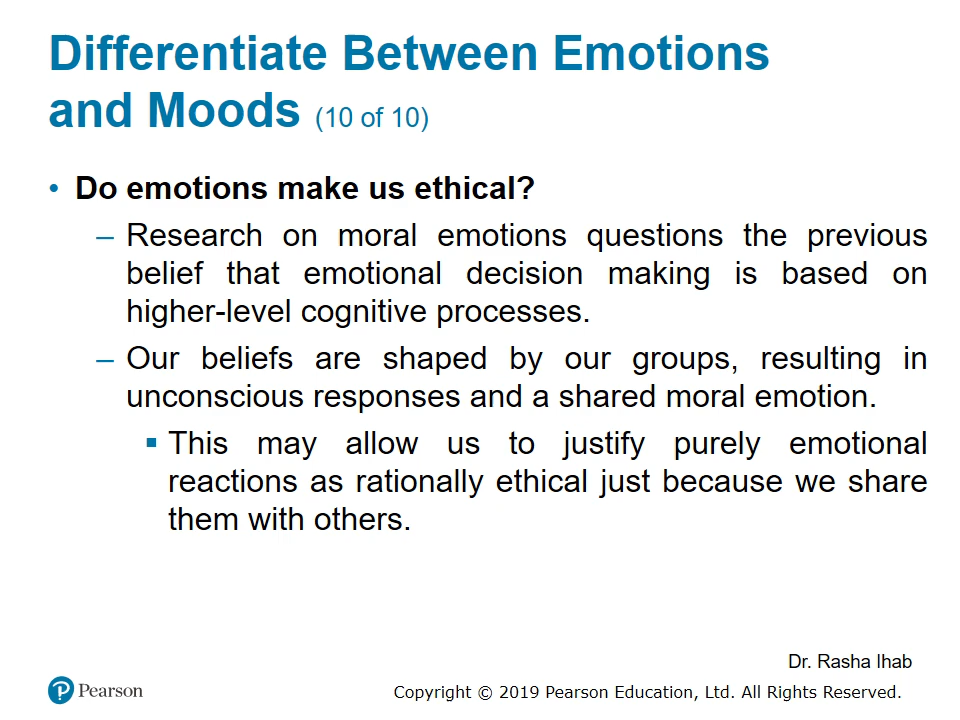 Differentiate Between Emotions
and Moods (10 of 10)
• Do emotions make us ethical?
– Research on moral emotions questions the previous
belief that emotional decision making is based on
higher-level cognitive processes.
– Our beliefs are shaped by our groups, resulting in
unconscious responses and a shared moral emotion.
▪ This may allow us to justify purely emotional
reactions as rationally ethical just because we share
them with others.
Dr. Rasha Ihab
Pearson
Copyright © 2019 Pearson Education, Ltd. All Rights Reserved.